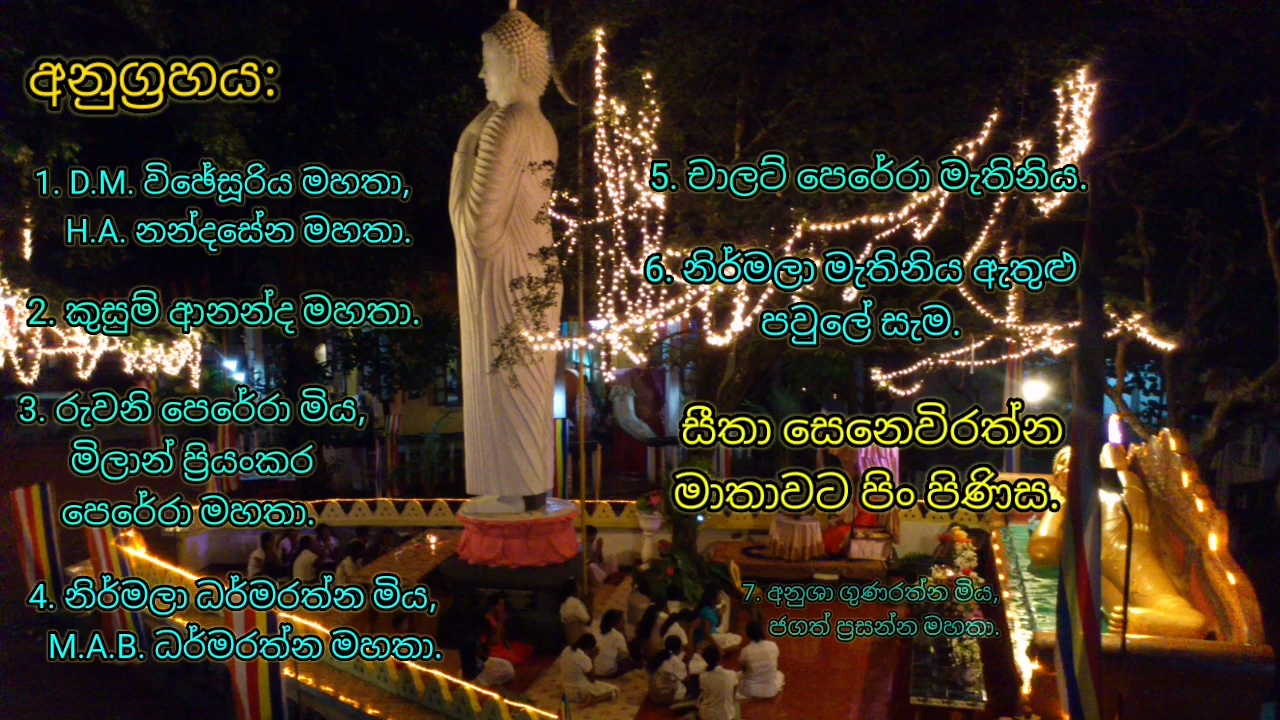 අනුග්‍රහය:
1. D.M. විජේසූරිය මහතා,
H.A. නන්දසේන මහතා.
2. කුසුම් ආනන්ද මහතා.
3. රුවනි පෙරේරා මිය,
මිලාන් ප්‍රියංකර
පෙරේරා මහතා.
4. නිර්මලා ධර්මරත්න මිය,
M.A.B. ධර්මරත්න මහතා.
5. චාලට් පෙරේරා මැතිනිය.
6. නිර්මලා මැතිනිය ඇතුළු
පවුලේ සැම.
සීතා සෙනෙවිරත්න
මාතාවට පිං පිණිස.
7. අනුශා ගුණරත්න මිය,
ජගත් ප්‍රසන්න මහතා.